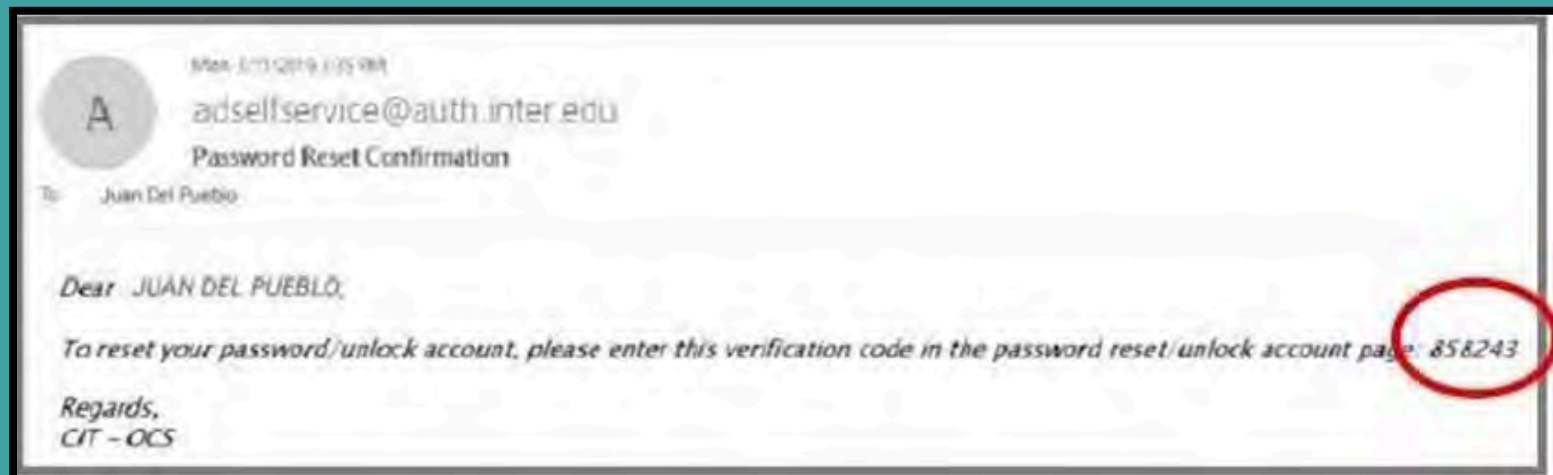 A
adselfservice@auth.inter.edu
Password Reset Confirmation
To Juan Del Pueblo
Dear JUAN DEL PUEBLO,
To reset your password/unlock account, please enter this verification code in the password reset/unlock account page: 858243
Regards,
CIT – OCS